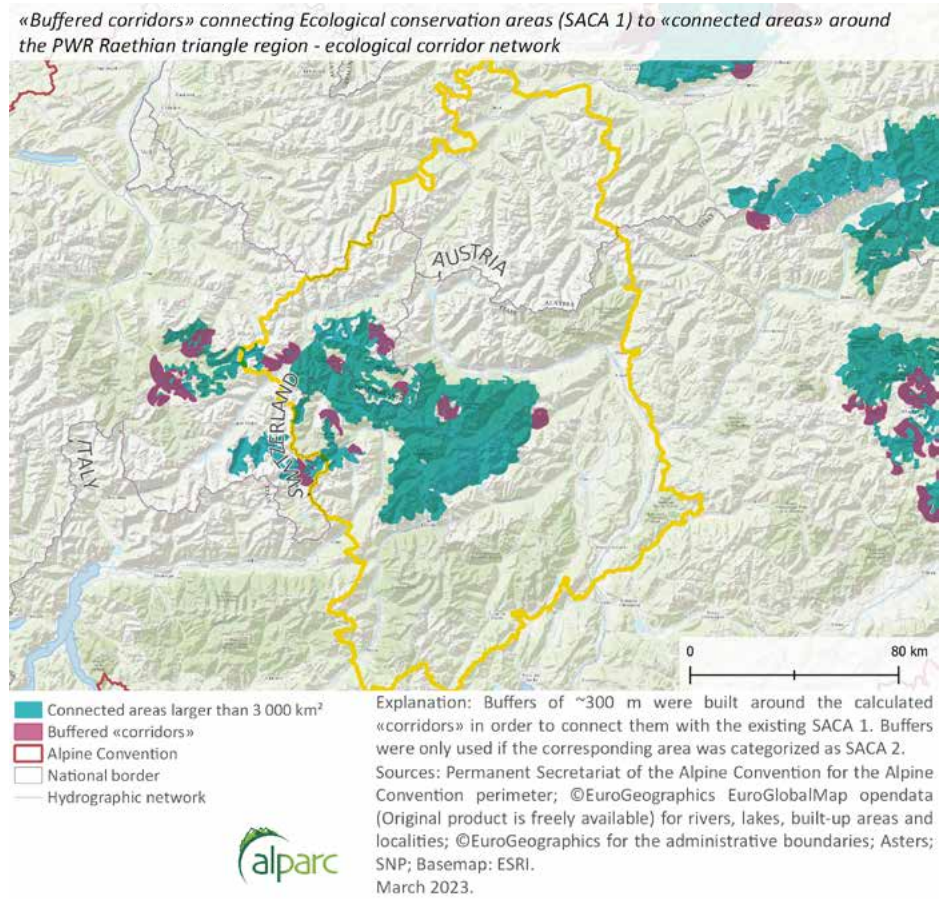 «Buffered corridors» connecting Ecological conservation areas (SACA 1) to «connected areas» around
the PWR Raethian triangle region - ecological corridor network
AUSTRIA
SWITZERLAND
ITALY
0 80 km
Connected areas larger than 3 000 km²
Buffered «corridors»
Alpine Convention
National border
Hydrographic network
alparc
Explanation: Buffers of ~300 m were built around the calculated
«corridors» in order to connect them with the existing SACA 1. Buffers
were only used if the corresponding area was categorized as SACA 2.
Sources: Permanent Secretariat of the Alpine Convention for the Alpine
Convention perimeter; ©EuroGeographics EuroGlobalMap opendata
(Original product is freely available) for rivers, lakes, built-up areas and
localities; ©EuroGeographics for the administrative boundaries; Asters;
SNP; Basemap: ESRI.
March 2023.